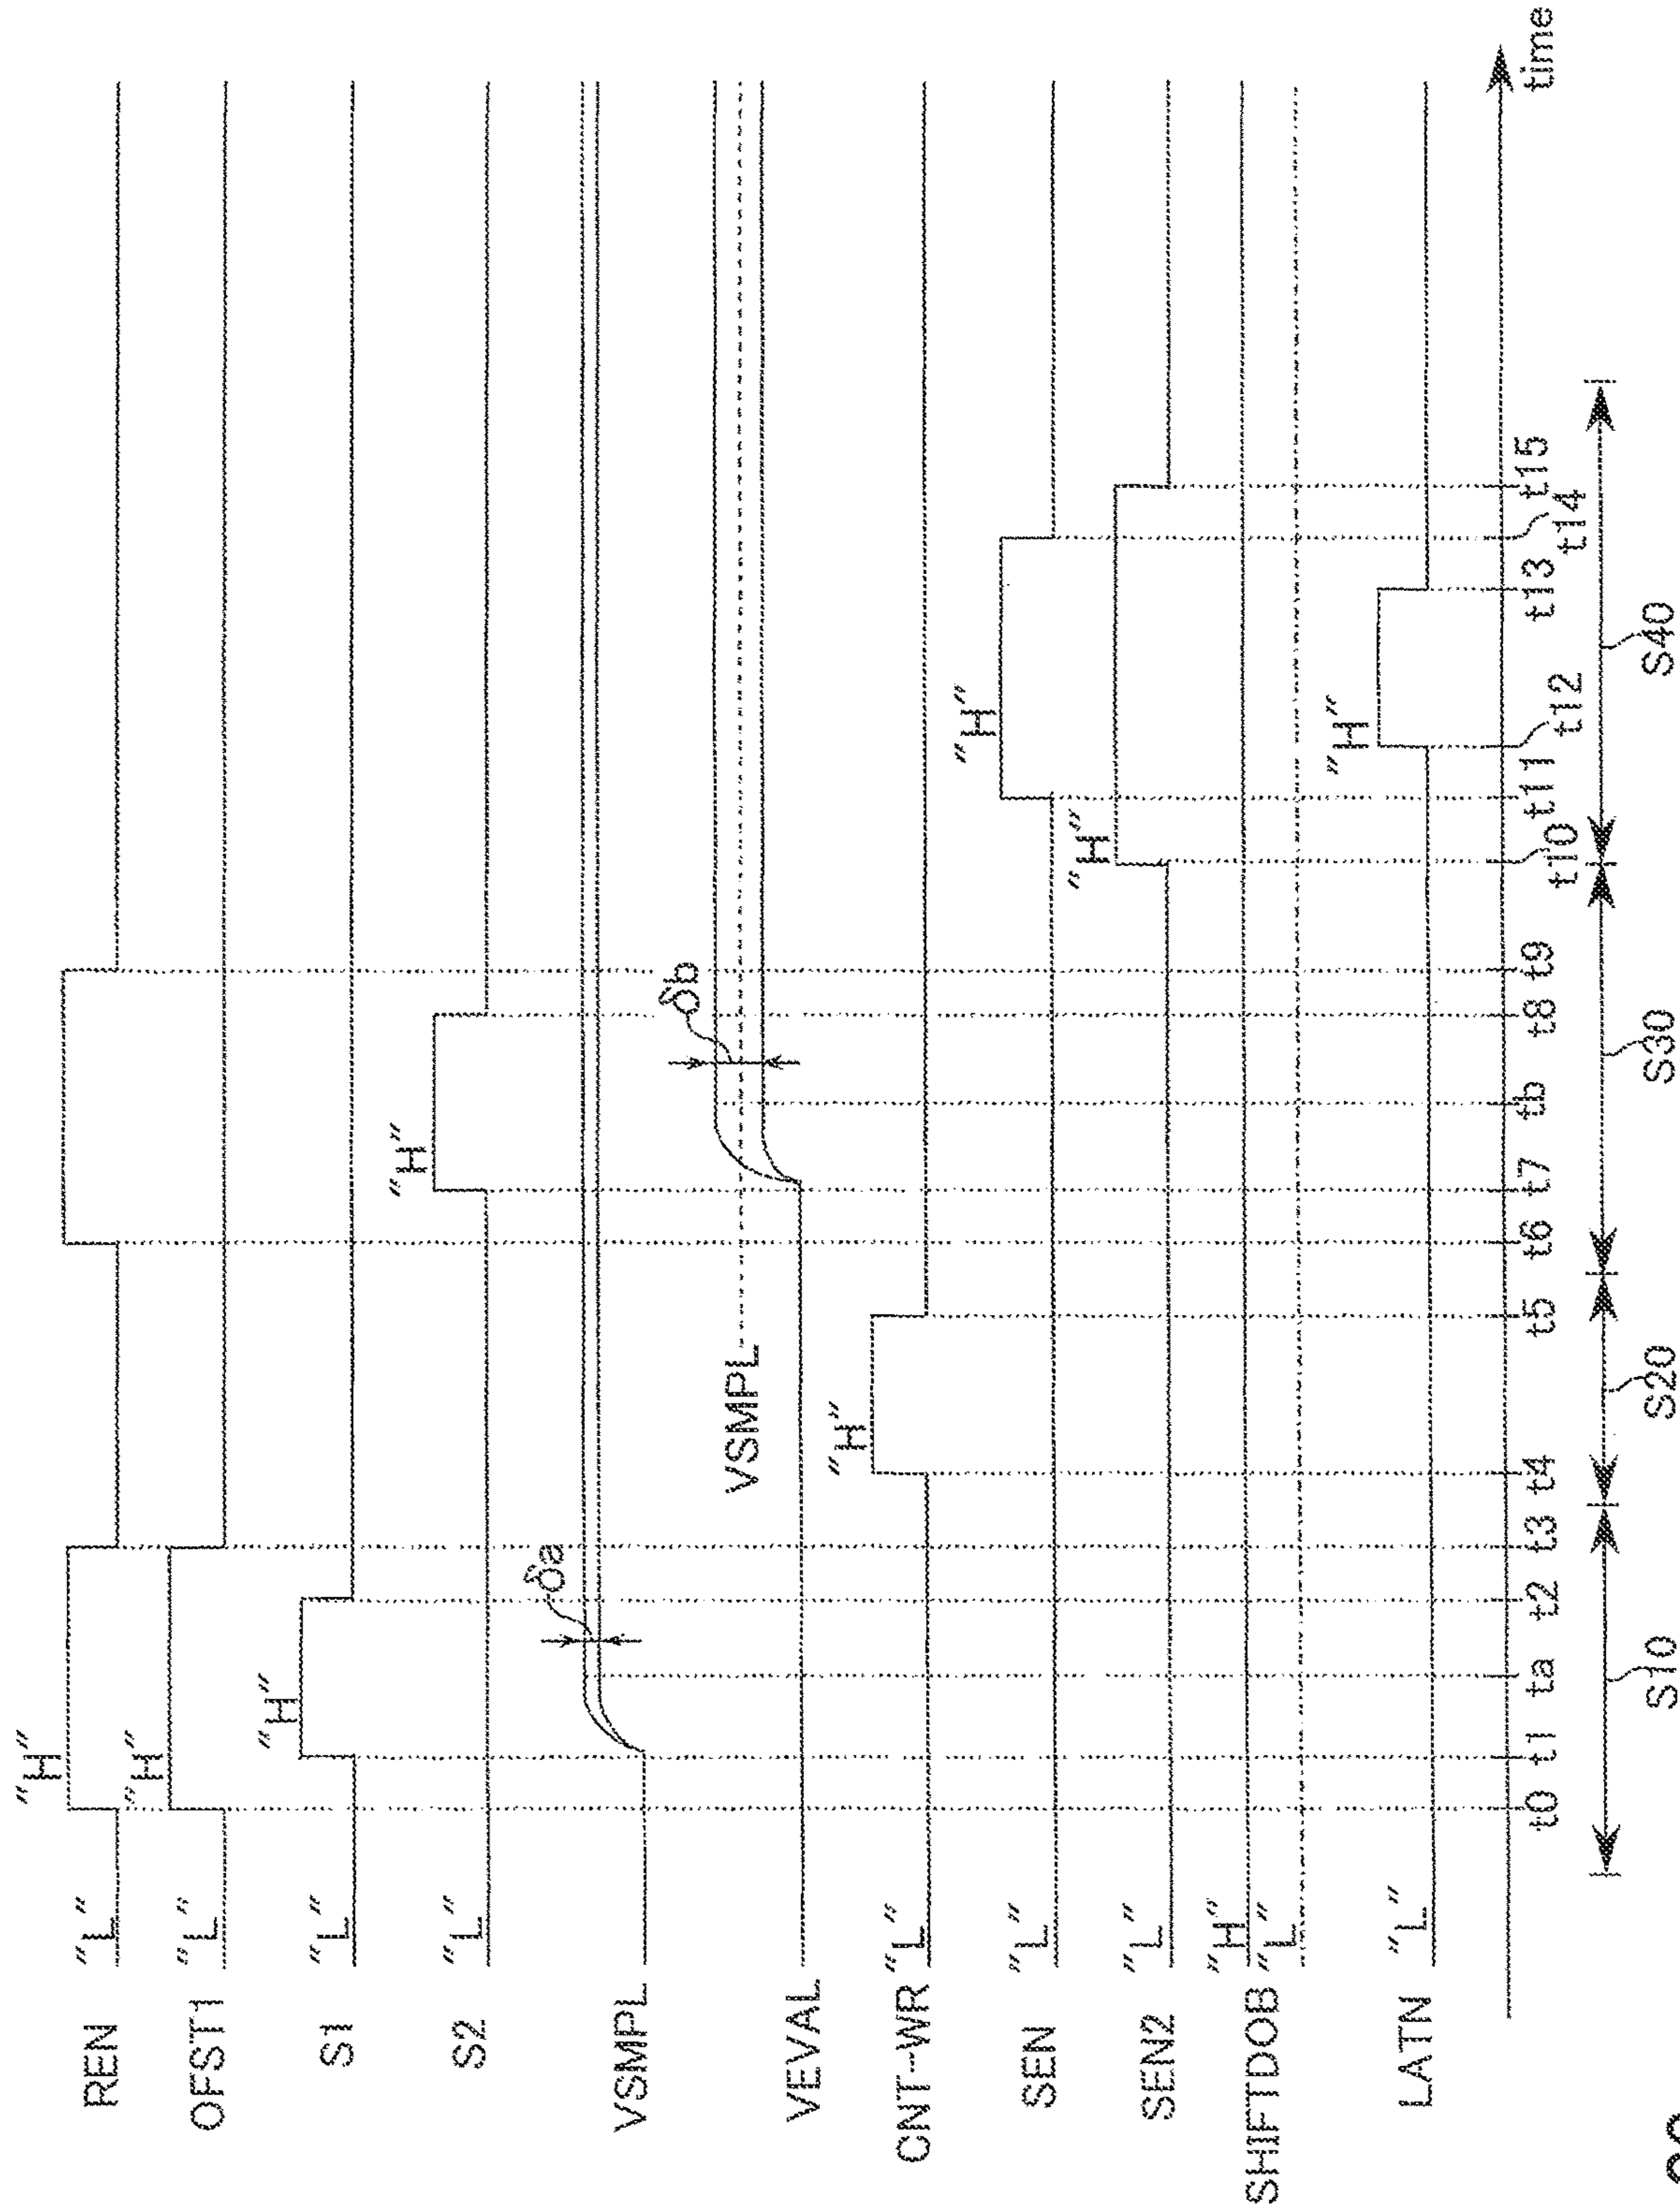 REN "L" "H"
OFST1 "L" "H"
S1 "L" "H"
S2 "L" "H"
VSMPL δa
VSMPL δb
VEVAL
CNT-WR "L" "H"
SEN "L" "H"
SEN2 "L" "H"
SHIFTDOB "H" "L"
LATN "L" "H"
t0 t1 ta t2 t3 t4 t5 t6 t7 tb t8 t9 t10 t11 t12 t13 t14 t15 time
S10 S20 S30 S40